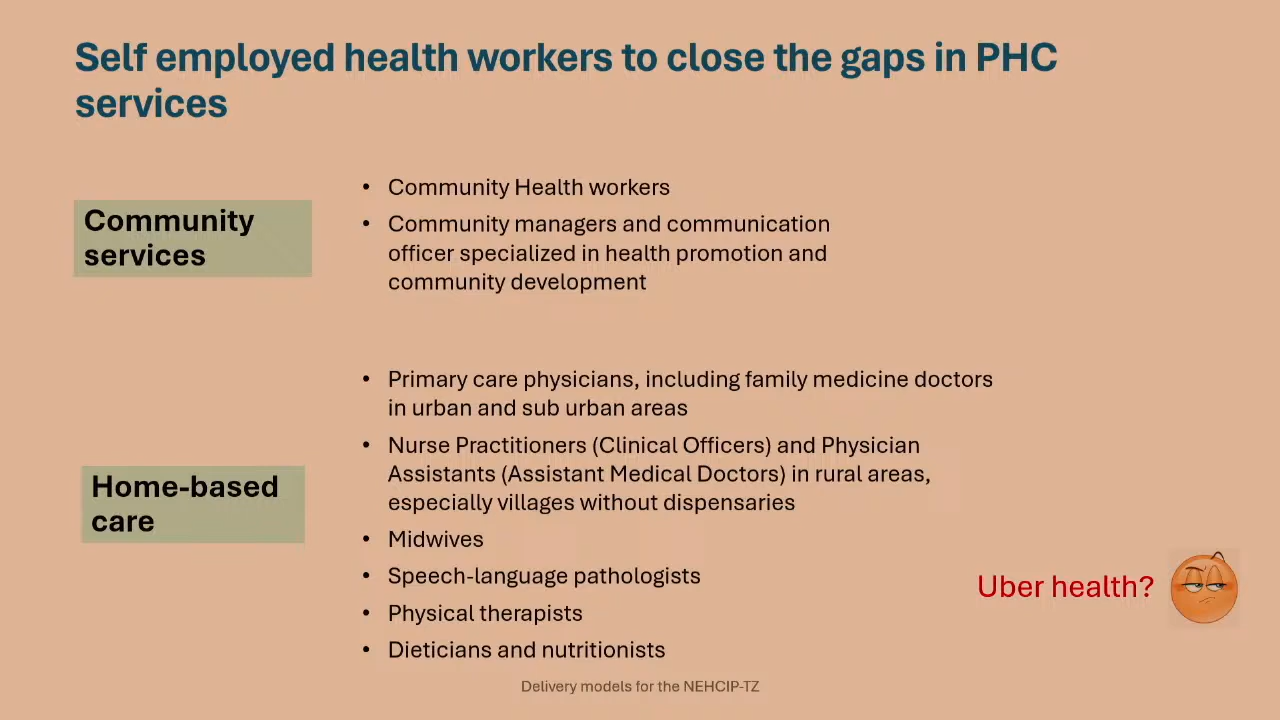 Self employed health workers to close the gaps in PHC
services
Community
services
• Community Health workers
• Community managers and communication
officer specialized in health promotion and
community development
Home-based
care
• Primary care physicians, including family medicine doctors
in urban and sub urban areas
• Nurse Practitioners (Clinical Officers) and Physician
Assistants (Assistant Medical Doctors) in rural areas,
especially villages without dispensaries
• Midwives
• Speech-language pathologists
• Physical therapists
• Dieticians and nutritionists
Uber health?
Delivery models for the NEHCIP-TZ